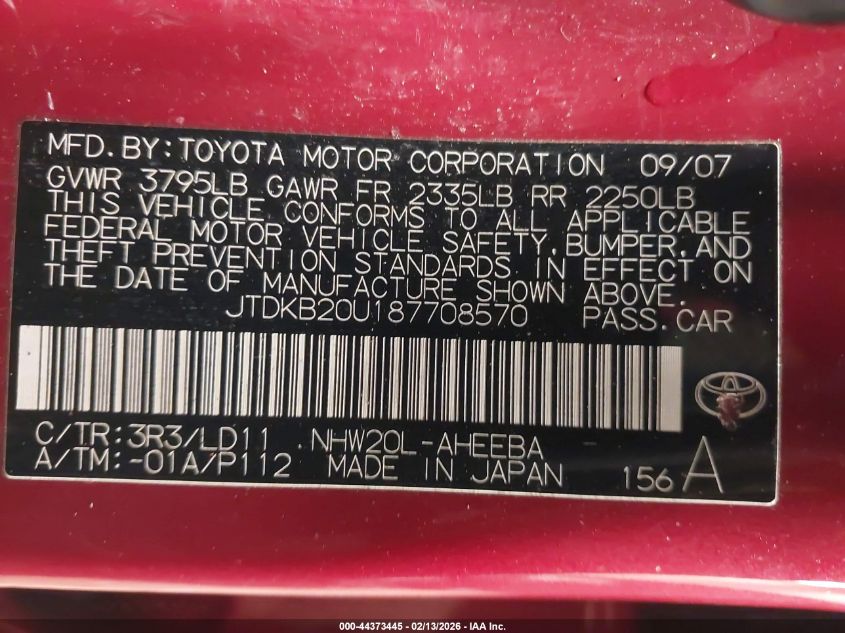 MFD. BY: TOYOTA MOTOR CORPORATION 09/07
GVWR 3795LB GAWR FR 2335LB RR 2250LB
THIS VEHICLE CONFORMS TO ALL APPLICABLE
FEDERAL MOTOR VEHICLE SAFETY, BUMPER, AND
THEFT PREVENTION STANDARDS IN EFFECT ON
THE DATE OF MANUFACTURE SHOWN ABOVE.
JTDKB20U187708570 PASS. CAR
C/TR: 3R3/LD11 NHW20L-AHEEBA
A/TM: -01A/P112 MADE IN JAPAN 156 A
000-44373445 - 02/13/2026 - IAA Inc.